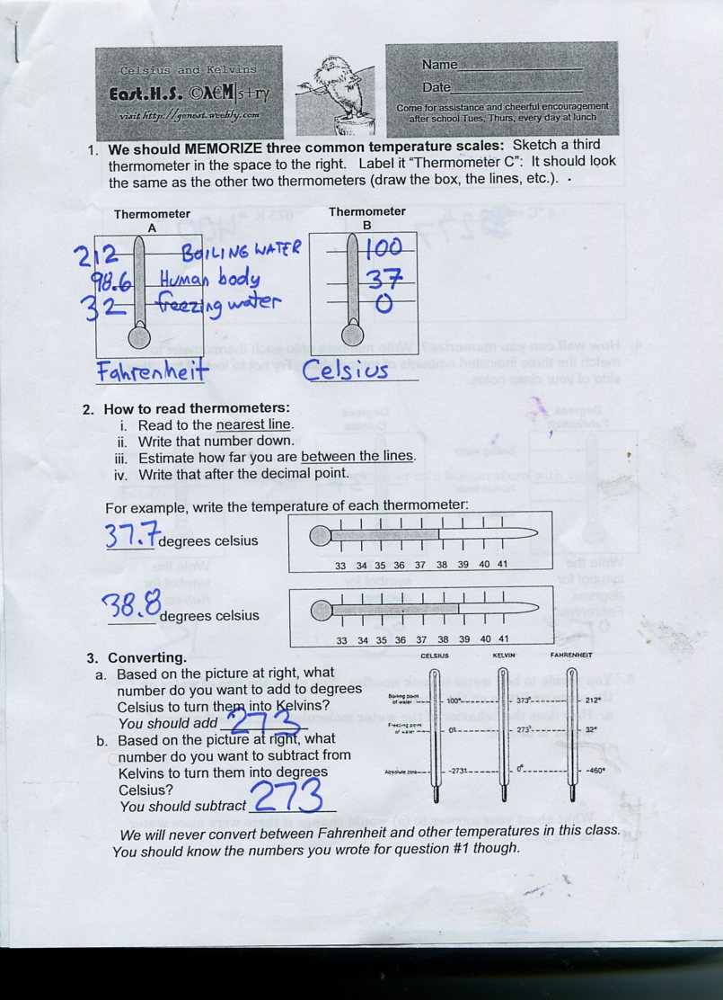 Celsius and Kelvins
East.H.S. ©λ€M|s+rγ
visit http://genest.weebly.com
Name
Date
Come for assistance and cheerful encouragement
after school Tues, Thurs, every day at lunch
1. We should MEMORIZE three common temperature scales: Sketch a third
thermometer in the space to the right. Label it “Thermometer C”: It should look
the same as the other two thermometers (draw the box, the lines, etc.).
Thermometer
A
212 BOILING WATER
98.6 Human body
32 freezing water
Fahrenheit
Thermometer
B
100
37
0
Celsius
2. How to read thermometers:
i. Read to the nearest line.
ii. Write that number down.
iii. Estimate how far you are between the lines.
iv. Write that after the decimal point.
For example, write the temperature of each thermometer:
37.7 degrees celsius
33 34 35 36 37 38 39 40 41
38.8 degrees celsius
33 34 35 36 37 38 39 40 41
3. Converting.
a. Based on the picture at right, what
number do you want to add to degrees
Celsius to turn them into Kelvins?
You should add 273
b. Based on the picture at right, what
number do you want to subtract from
Kelvins to turn them into degrees
Celsius?
You should subtract 273
CELSIUS KELVIN FAHRENHEIT
Boiling point
of water 100° 373° 212°
Freezing point
of water 0° 273° 32°
Absolute zero -273° 0° -460°
We will never convert between Fahrenheit and other temperatures in this class.
You should know the numbers you wrote for question #1 though.